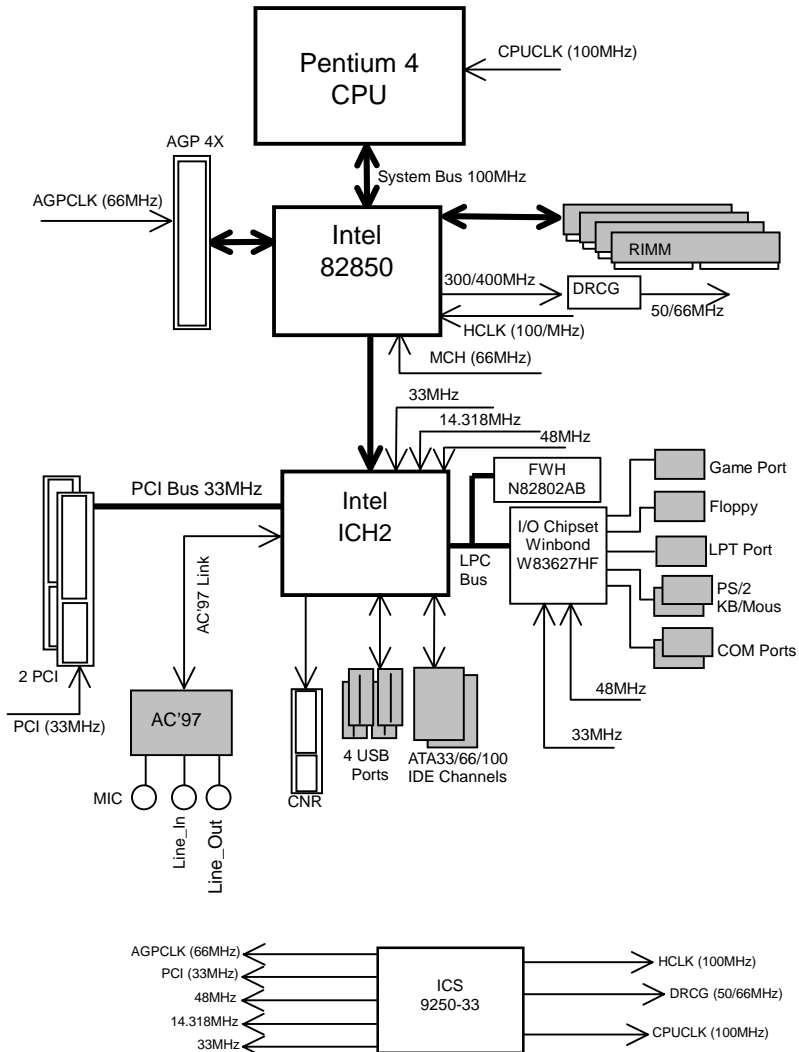 Pentium 4
CPU
CPUCLK (100MHz)
AGP 4X
System Bus 100MHz
AGPCLK (66MHz)
Intel
82850
RIMM
300/400MHz
DRCG
50/66MHz
HCLK (100/MHz)
MCH (66MHz)
33MHz
14.318MHz
48MHz
PCI Bus 33MHz
Intel
ICH2
FWH
N82802AB
Game Port
Floppy
I/O Chipset
Winbond
W83627HF
LPT Port
LPC
Bus
PS/2
KB/Mous
COM Ports
AC'97 Link
2 PCI
PCI (33MHz)
AC'97
48MHz
33MHz
4 USB
Ports
ATA33/66/100
IDE Channels
CNR
MIC
Line_In
Line_Out
AGPCLK (66MHz)
PCI (33MHz)
48MHz
14.318MHz
33MHz
ICS
9250-33
HCLK (100MHz)
DRCG (50/66MHz)
CPUCLK (100MHz)